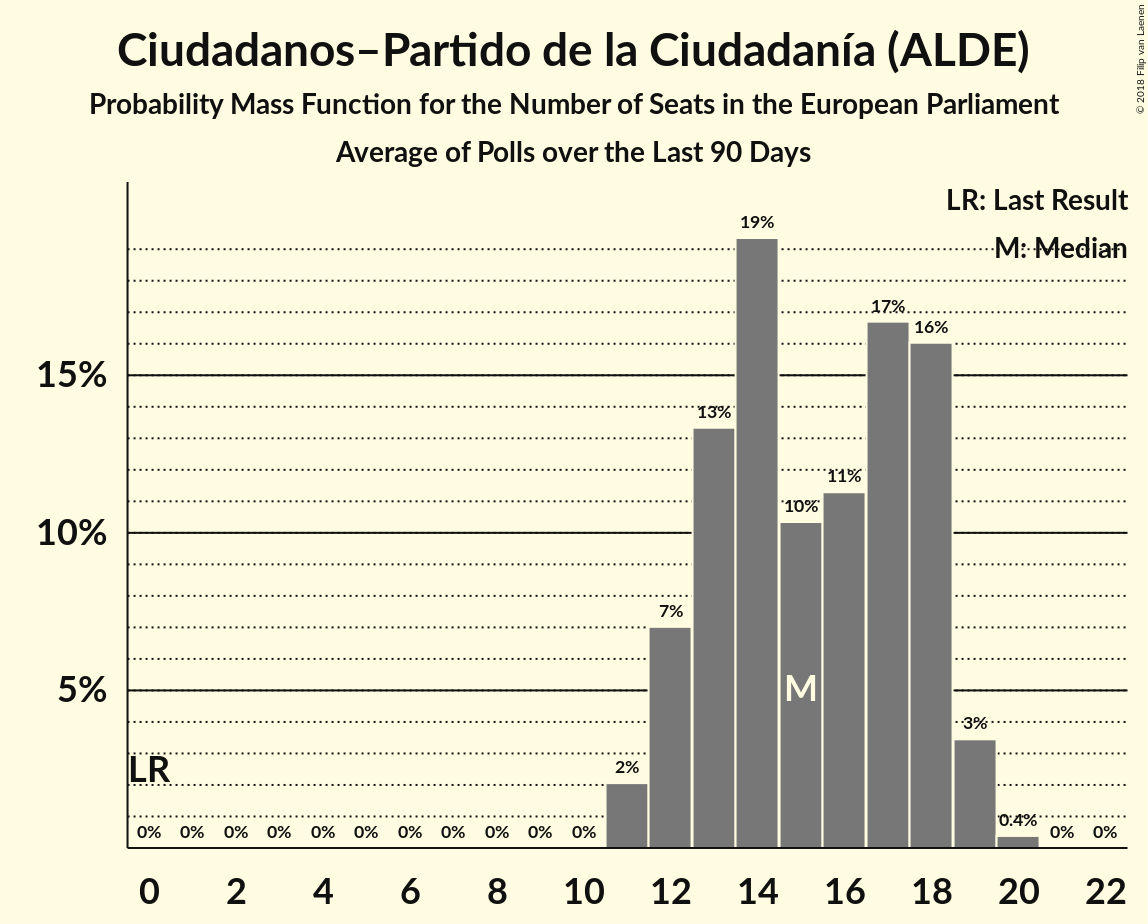 Ciudadanos–Partido de la Ciudadanía (ALDE)
Probability Mass Function for the Number of Seats in the European Parliament
Average of Polls over the Last 90 Days
© 2018 Filip van Laenen
LR: Last Result
M: Median
19%
17%
16%
15%
13%
11%
10%
10%
7%
5%
M
3%
LR
2%
0.4%
0% 0% 0% 0% 0% 0% 0% 0% 0% 0% 0% 0% 0%
0 2 4 6 8 10 12 14 16 18 20 22